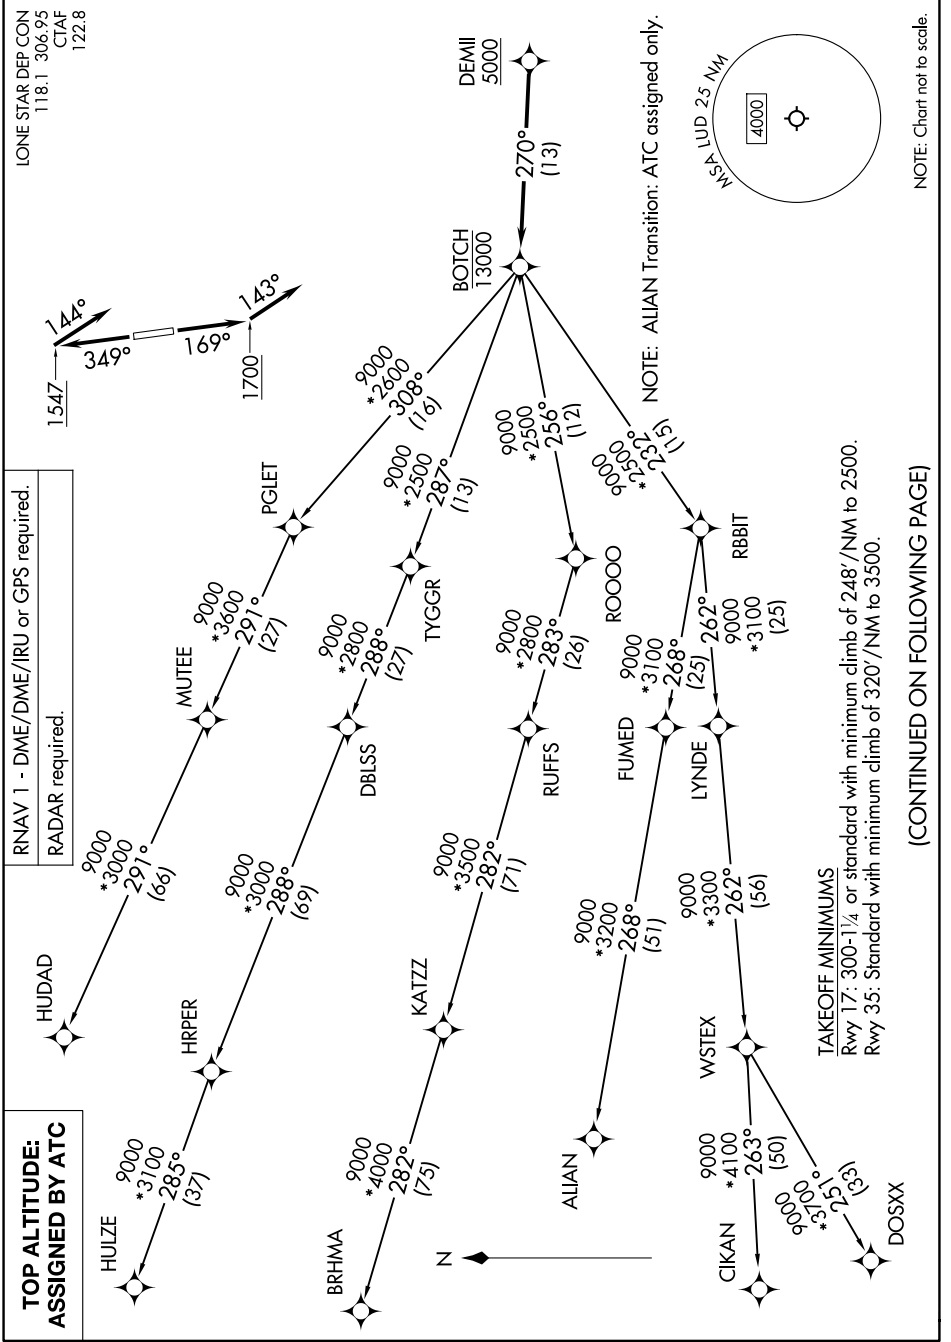 TOP ALTITUDE:
ASSIGNED BY ATC
RNAV 1 - DME/DME/IRU or GPS required.
RADAR required.
LONE STAR DEP CON
118.1 306.95
CTAF
122.8
1547
144°
349°
169°
1700
143°
HUDAD
9000
*3000
291°
(66)
MUTEE
9000
*3600
291°
(27)
PGLET
9000
*2600
308°
(16)
HULZE
9000
*3100
285°
(37)
HRPER
9000
*3000
288°
(69)
DBLSS
9000
*2800
288°
(27)
TYGGR
9000
*2500
287°
(13)
BOTCH
13000
270°
(13)
DEMII
5000
BRHMA
9000
*4000
282°
(75)
KATZZ
9000
*3500
282°
(71)
RUFFS
9000
*2800
283°
(26)
ROOOO
9000
*2500
256°
(12)
N
ALIAN
9000
*3200
268°
(51)
FUMED
9000
*3100
268°
(25)
RBBIT
9000
*2500
232°
(15)
CIKAN
9000
*4100
263°
(50)
WSTEX
9000
*3300
262°
(56)
LYNDE
262°
9000
*3100
(25)
DOSXX
9000
*3700
251°
(33)
NOTE: ALIAN Transition: ATC assigned only.
MSA LUD 25 NM
4000
TAKEOFF MINIMUMS
Rwy 17: 300-1¼ or standard with minimum climb of 248'/NM to 2500.
Rwy 35: Standard with minimum climb of 320'/NM to 3500.
(CONTINUED ON FOLLOWING PAGE)
NOTE: Chart not to scale.